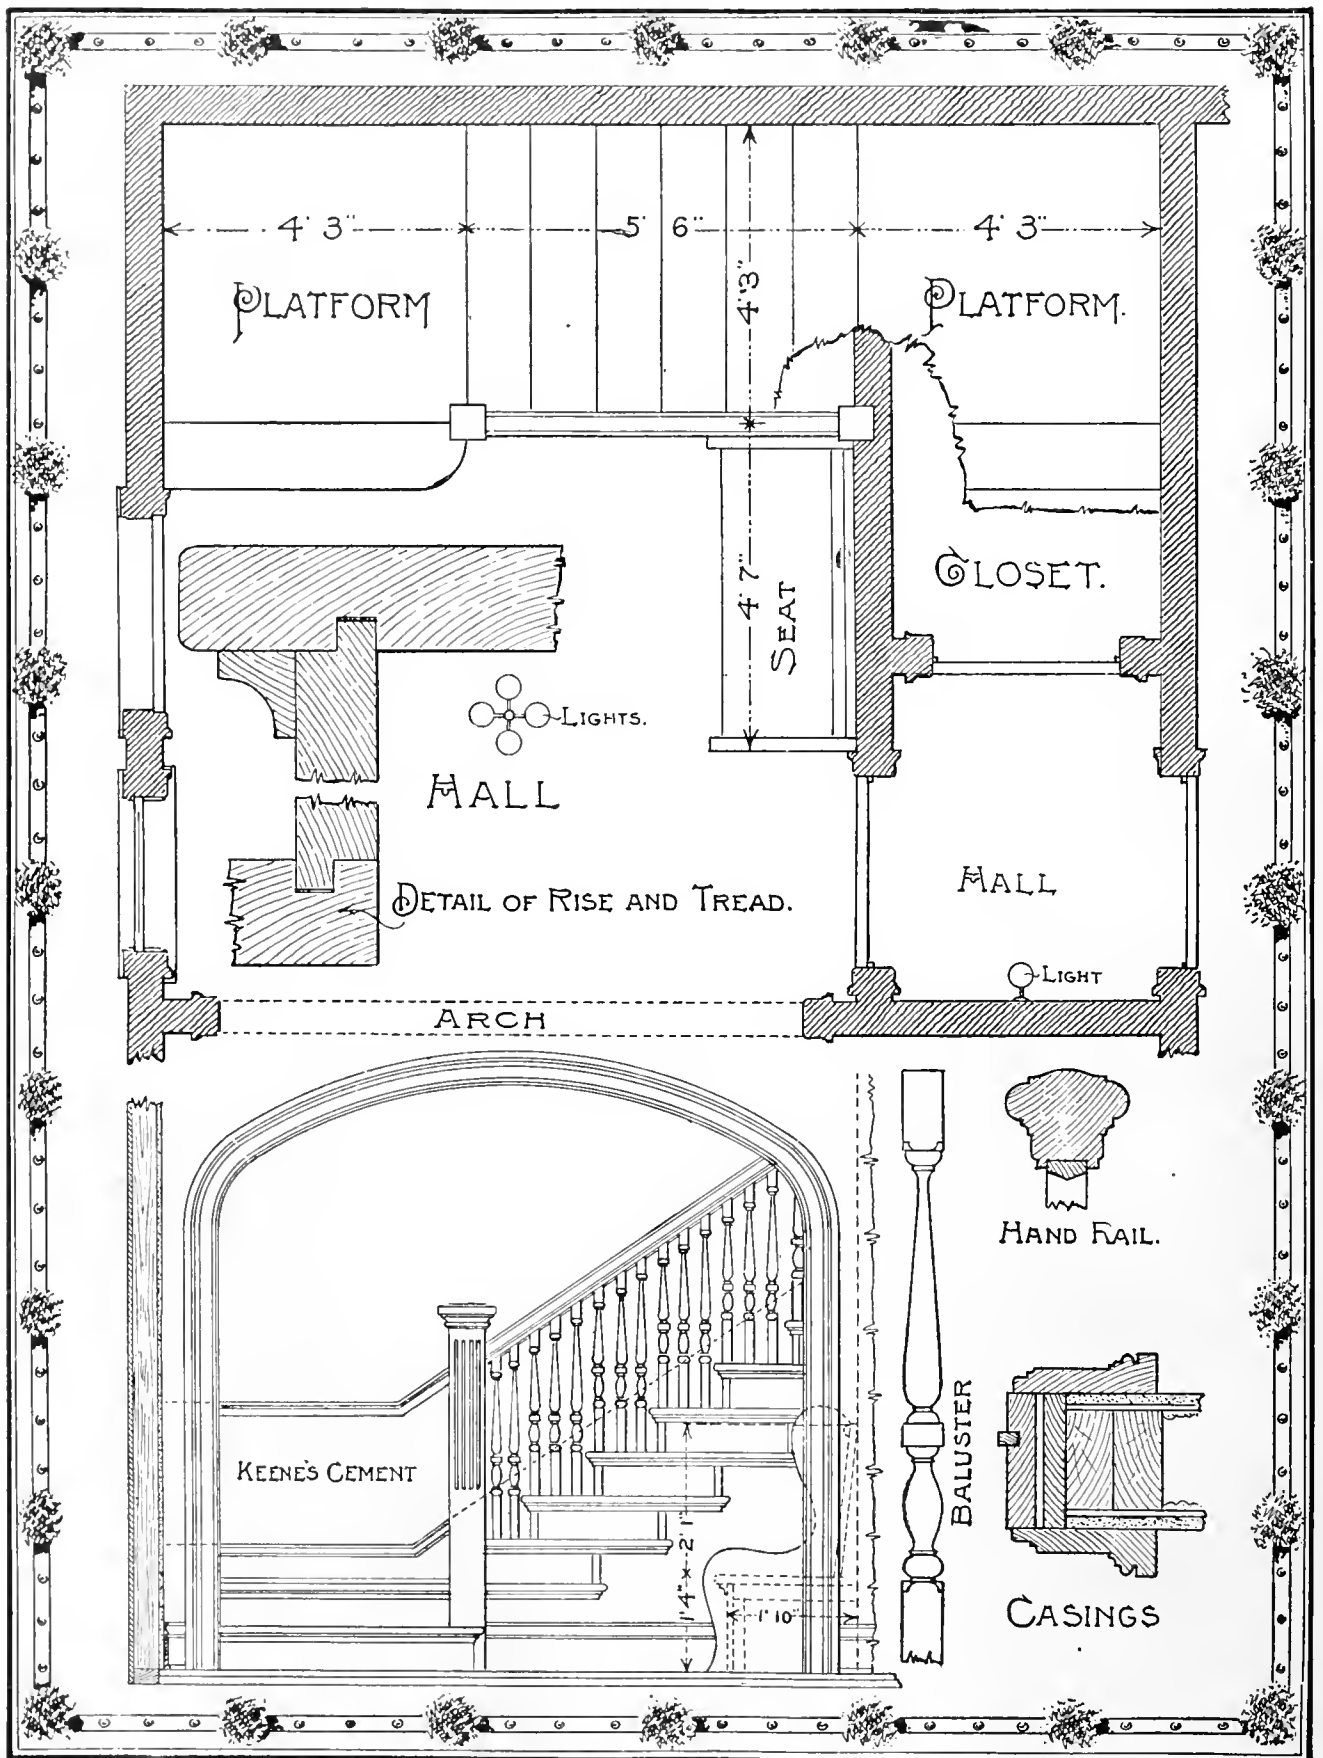 4' 3"
5' 6"
4' 3"
4' 3"
PLATFORM
PLATFORM.
CLOSET.
4' 7"
SEAT
LIGHTS.
HALL
HALL
DETAIL OF RISE AND TREAD.
LIGHT
ARCH
HAND RAIL.
KEENE'S CEMENT
BALUSTER
2' 1"
1' 4"
1' 10"
CASINGS